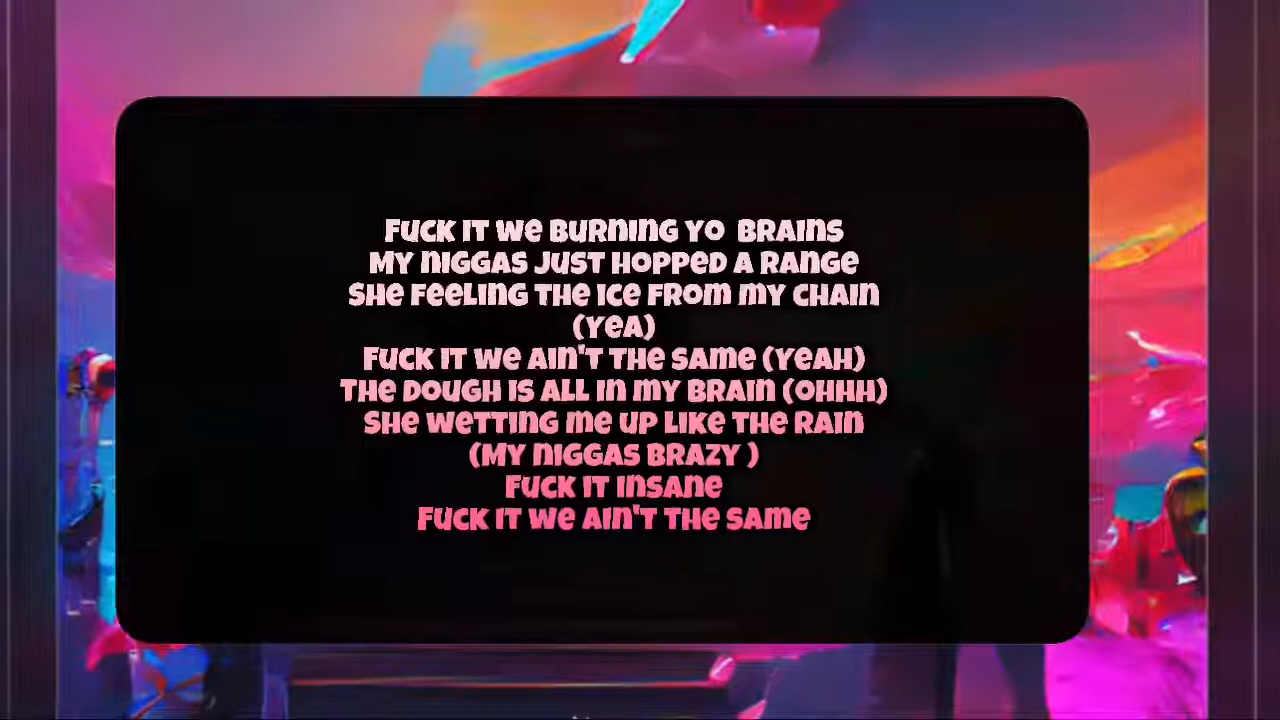 Fuck it we burning yo  brains
My niggas just hopped a Range
She feeling the ice from my chain
(yea)
Fuck it we ain't the same (yeah)
The dough is all in my brain (ohhh)
She wetting me up like the rain
(My niggas brazy )
Fuck it insane
Fuck it we ain't the same